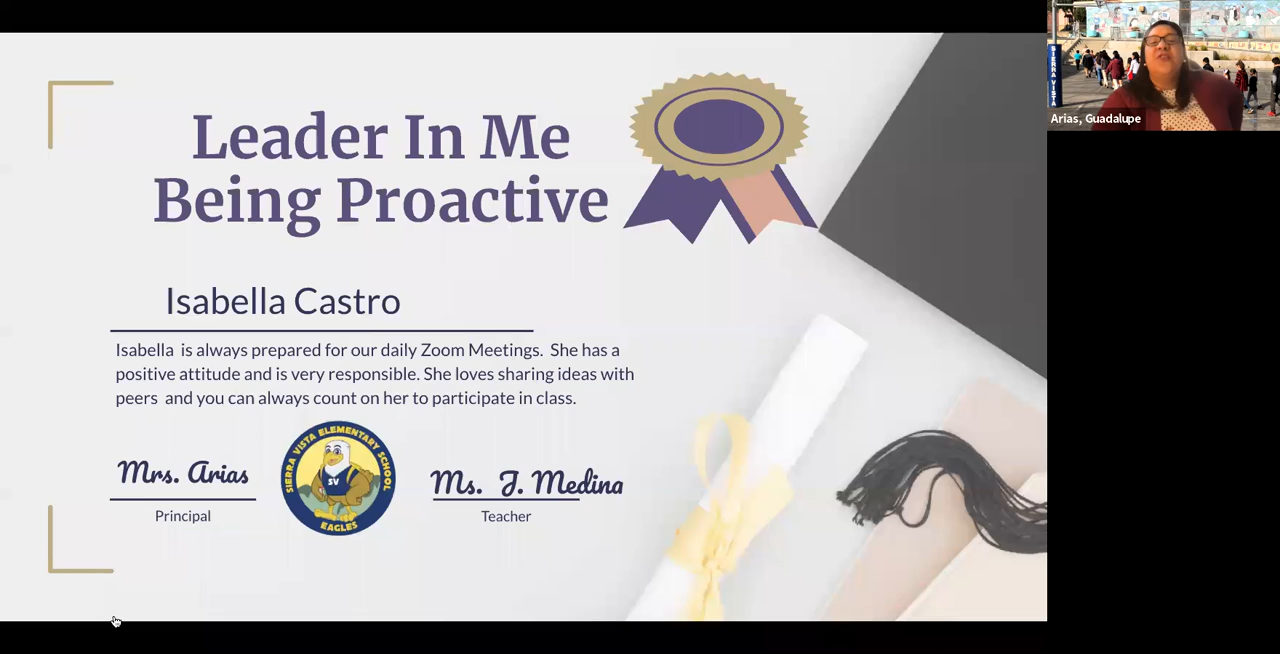 Leader In Me
Being Proactive
Isabella Castro
Isabella is always prepared for our daily Zoom Meetings. She has a
positive attitude and is very responsible. She loves sharing ideas with
peers and you can always count on her to participate in class.
Mrs. Arias
Principal
SIERRA VISTA ELEMENTARY SCHOOL
SV
EAGLES
Ms. J. Medina
Teacher
SIERRA VISTA
Arias, Guadalupe